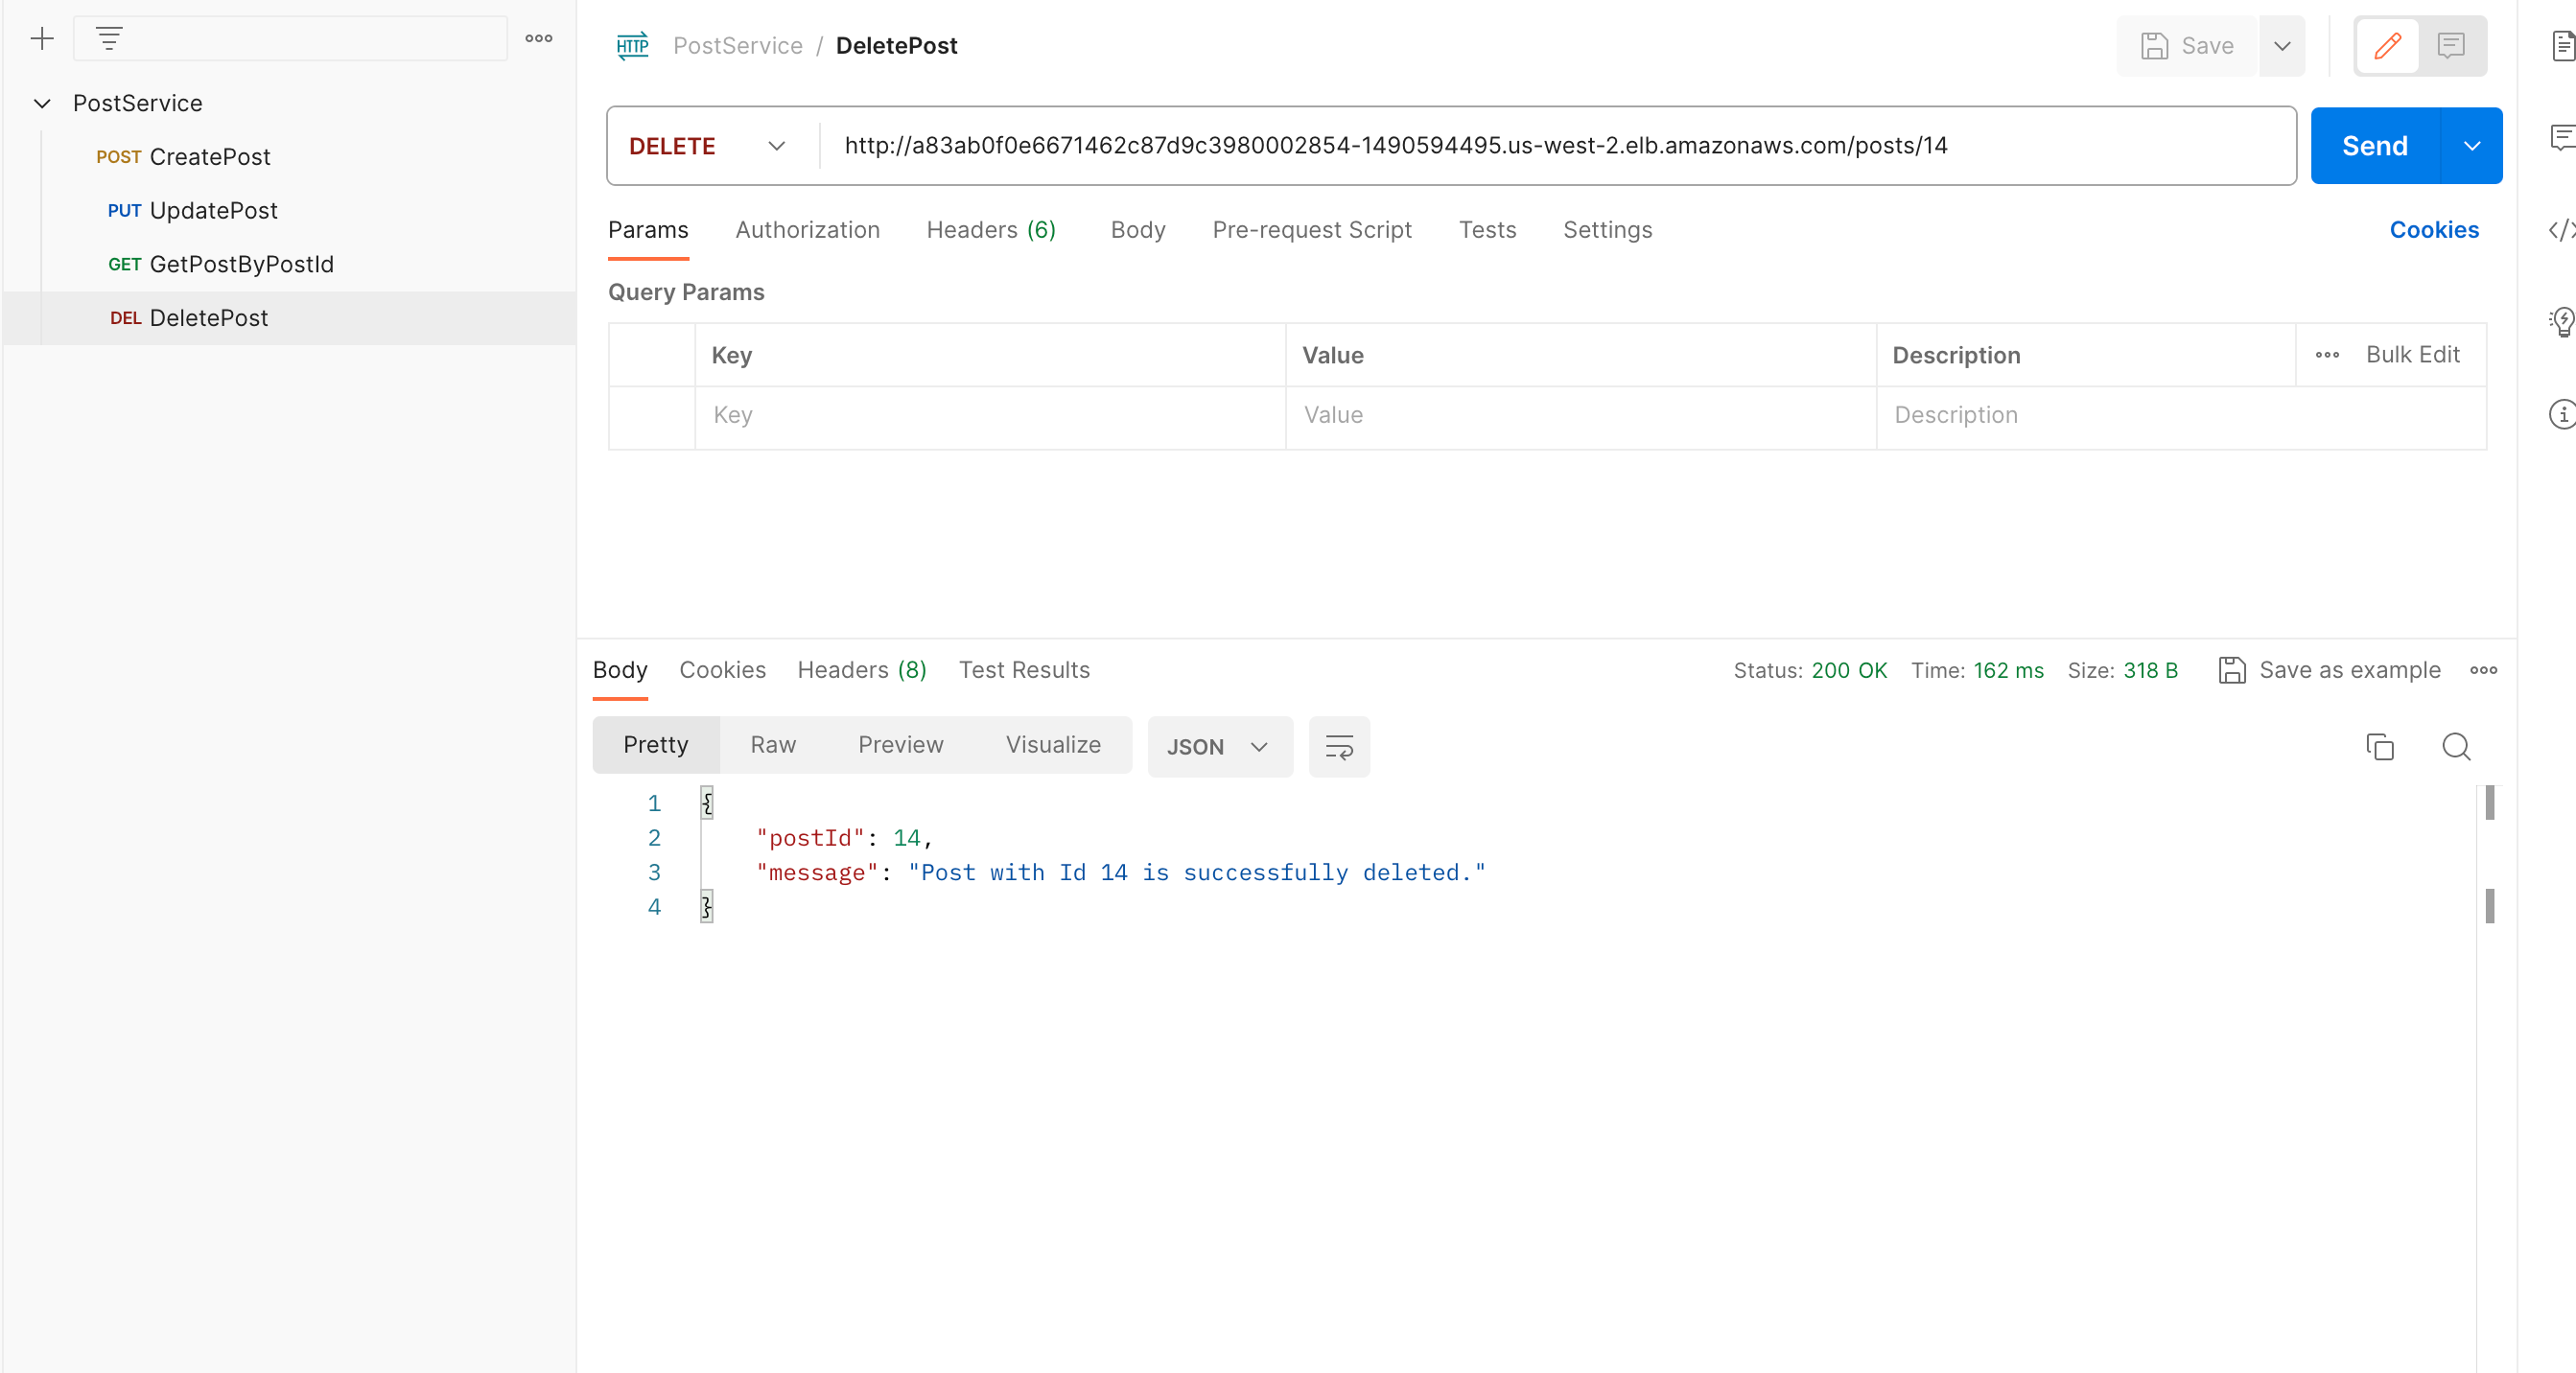 PostService
POST CreatePost
PUT UpdatePost
GET GetPostByPostId
DEL DeletePost
HTTP PostService / DeletePost
Save
DELETE http://a83ab0f0e6671462c87d9c3980002854-1490594495.us-west-2.elb.amazonaws.com/posts/14 Send
Params Authorization Headers (6) Body Pre-request Script Tests Settings Cookies
Query Params
Key Value Description Bulk Edit
Key Value Description
Body Cookies Headers (8) Test Results Status: 200 OK Time: 162 ms Size: 318 B Save as example
Pretty Raw Preview Visualize JSON
1 {
2 "postId": 14,
3 "message": "Post with Id 14 is successfully deleted."
4 }